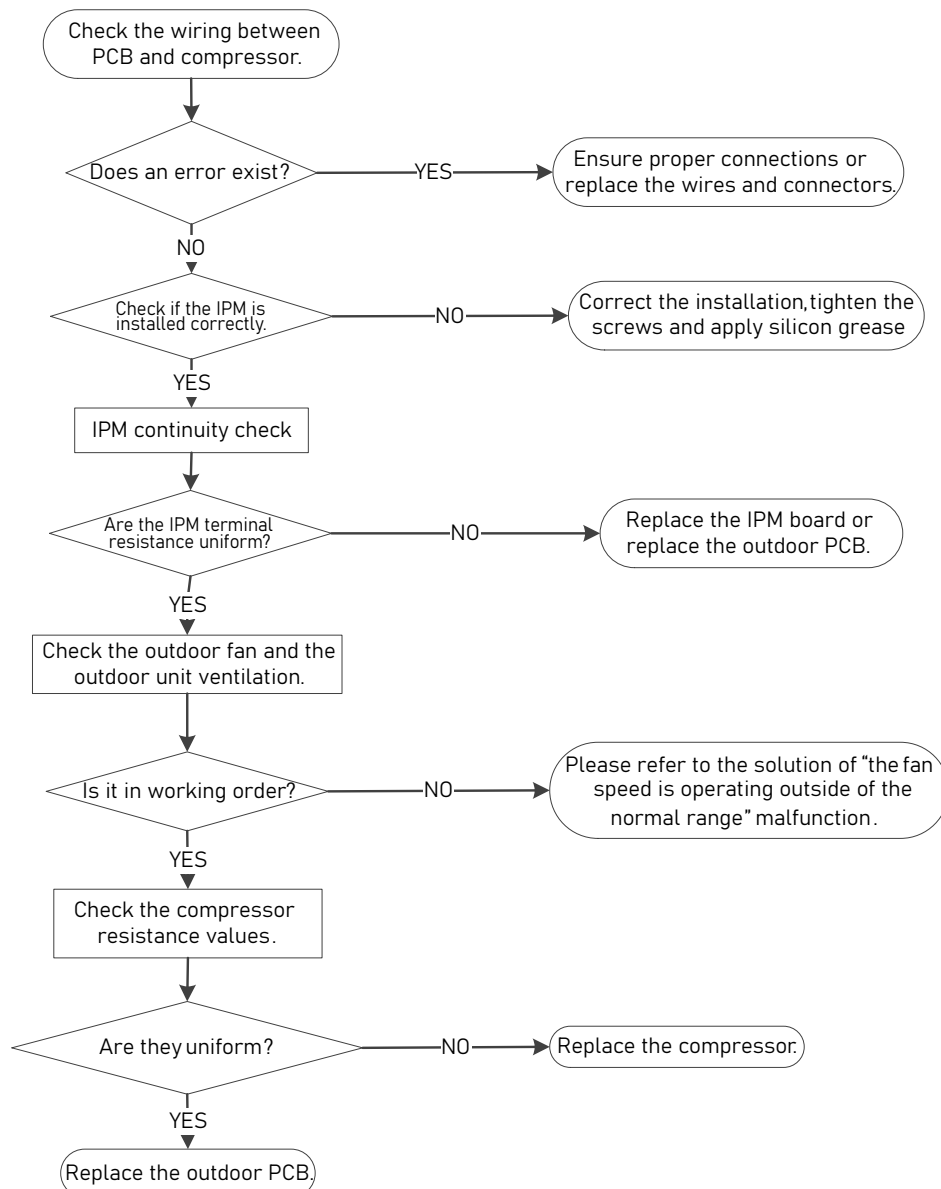 Check the wiring between
PCB and compressor.
Does an error exist?
YES
Ensure proper connections or
replace the wires and connectors.
NO
Check if the IPM is
installed correctly.
NO
Correct the installation, tighten the
screws and apply silicon grease
YES
IPM continuity check
Are the IPM terminal
resistance uniform?
NO
Replace the IPM board or
replace the outdoor PCB.
YES
Check the outdoor fan and the
outdoor unit ventilation.
Is it in working order?
NO
Please refer to the solution of "the fan
speed is operating outside of the
normal range" malfunction.
YES
Check the compressor
resistance values.
Are they uniform?
NO
Replace the compressor.
YES
Replace the outdoor PCB.